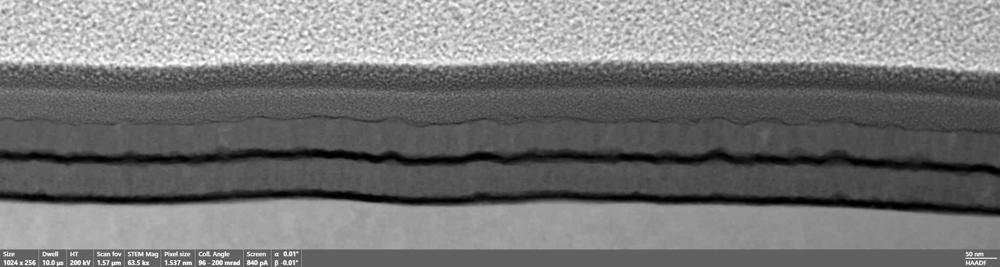 Size Dwell HT Scan fov STEM Mag Pixel size Coll. Angle Screen α 0.01° 50 nm
1024 x 256 10.0 µs 200 kV 1.57 µm 63.5 kx 1.537 nm 96 - 200 mrad 840 pA β -0.01° HAADF